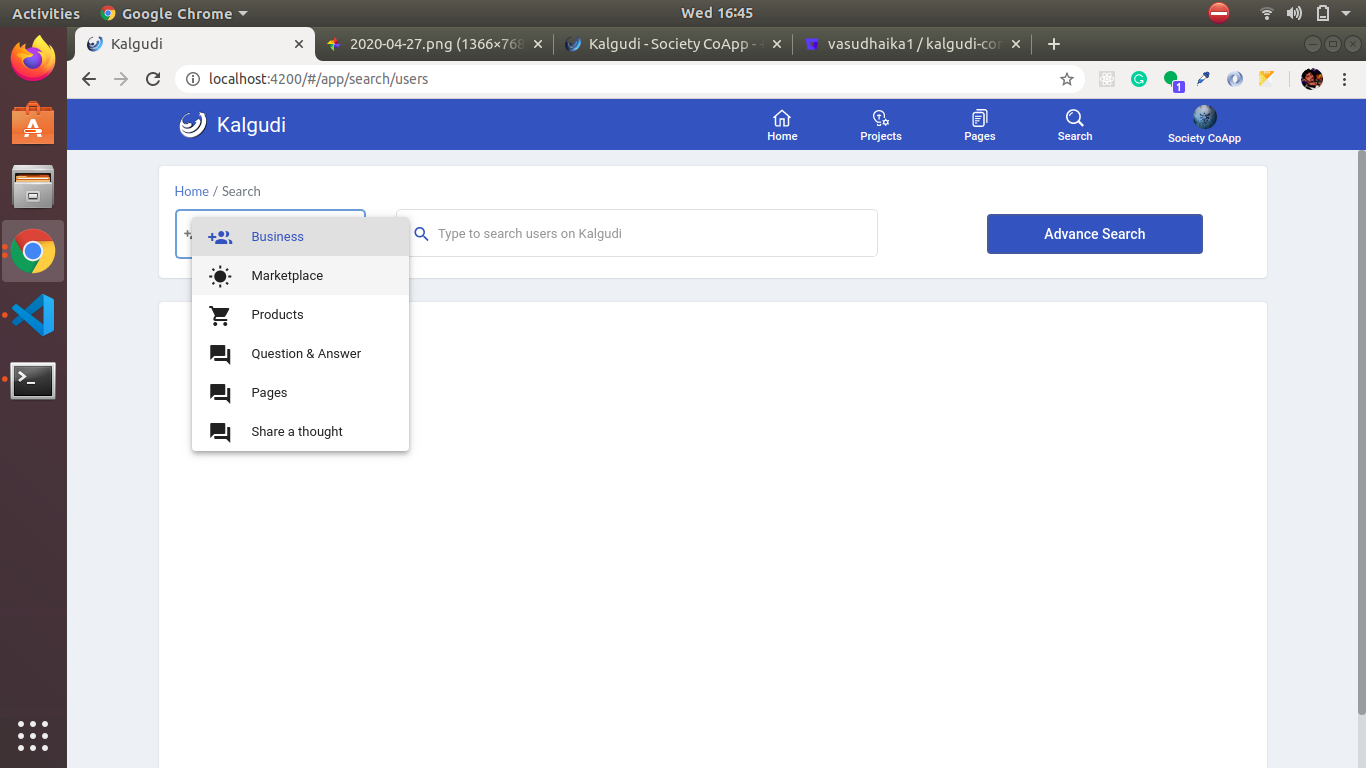 Activities
Google Chrome
Wed 16:45
Kalgudi
2020-04-27.png (1366×768
Kalgudi - Society CoApp -
vasudhaika1 / kalgudi-cor
localhost:4200/#/app/search/users
1
Kalgudi
Home
Projects
Pages
Search
Society CoApp
Home / Search
Business
Type to search users on Kalgudi
Advance Search
Marketplace
Products
Question & Answer
Pages
Share a thought